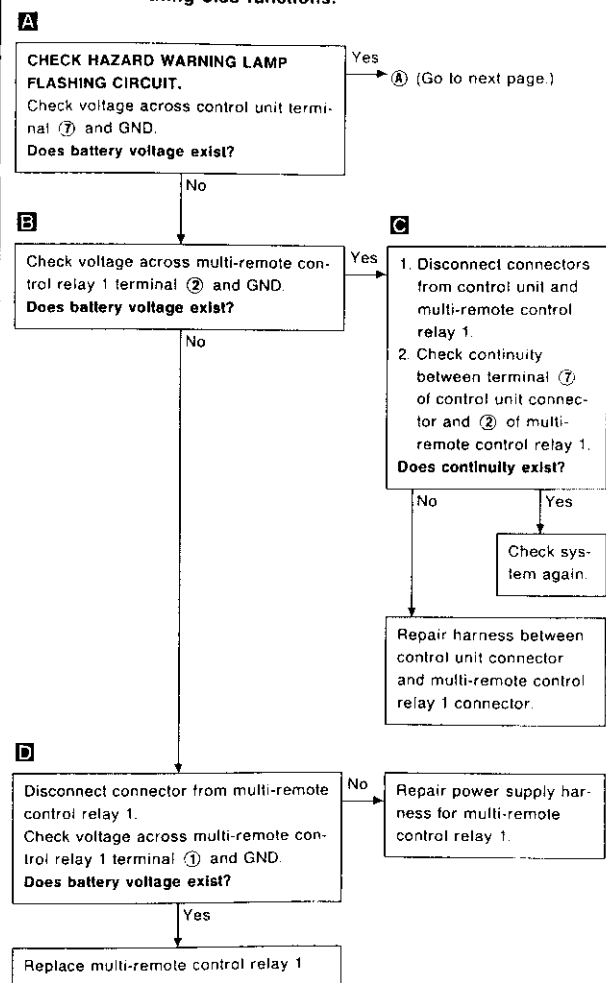 else functions.
A
CHECK HAZARD WARNING LAMP
FLASHING CIRCUIT.
Check voltage across control unit termi-
nal ⑦ and GND.
Does battery voltage exist?
Yes
Ⓐ (Go to next page.)
No
B
Check voltage across multi-remote con-
trol relay 1 terminal ② and GND.
Does battery voltage exist?
Yes
No
C
1. Disconnect connectors
from control unit and
multi-remote control
relay 1.
2. Check continuity
between terminal ⑦
of control unit connec-
tor and ② of multi-
remote control relay 1.
Does continuity exist?
No
Yes
Check sys-
tem again.
Repair harness between
control unit connector
and multi-remote control
relay 1 connector.
D
Disconnect connector from multi-remote
control relay 1.
Check voltage across multi-remote con-
trol relay 1 terminal ① and GND.
Does battery voltage exist?
No
Repair power supply har-
ness for multi-remote
control relay 1.
Yes
Replace multi-remote control relay 1